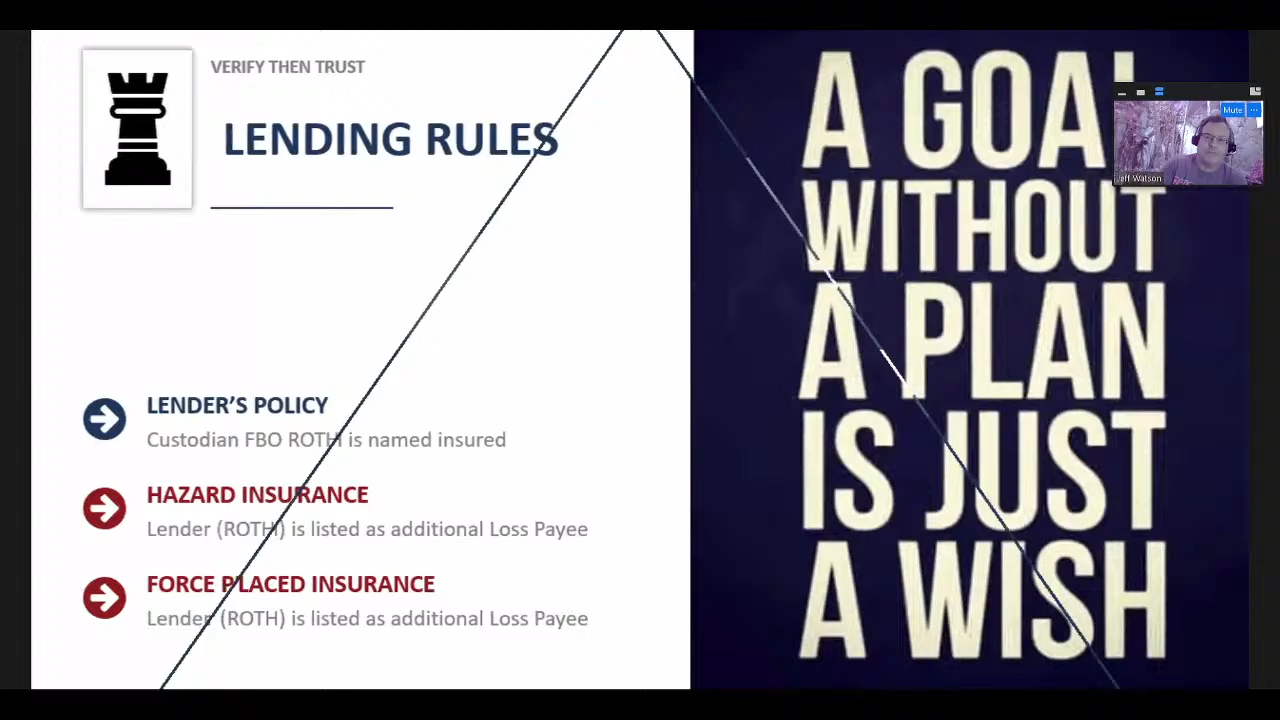 VERIFY THEN TRUST
LENDING RULES
LENDER'S POLICY
Custodian FBO ROTH is named insured
HAZARD INSURANCE
Lender (ROTH) is listed as additional Loss Payee
FORCE PLACED INSURANCE
Lender (ROTH) is listed as additional Loss Payee
A GOAL
WITHOUT
A PLAN
IS JUST
A WISH
Mute
Jeff Watson